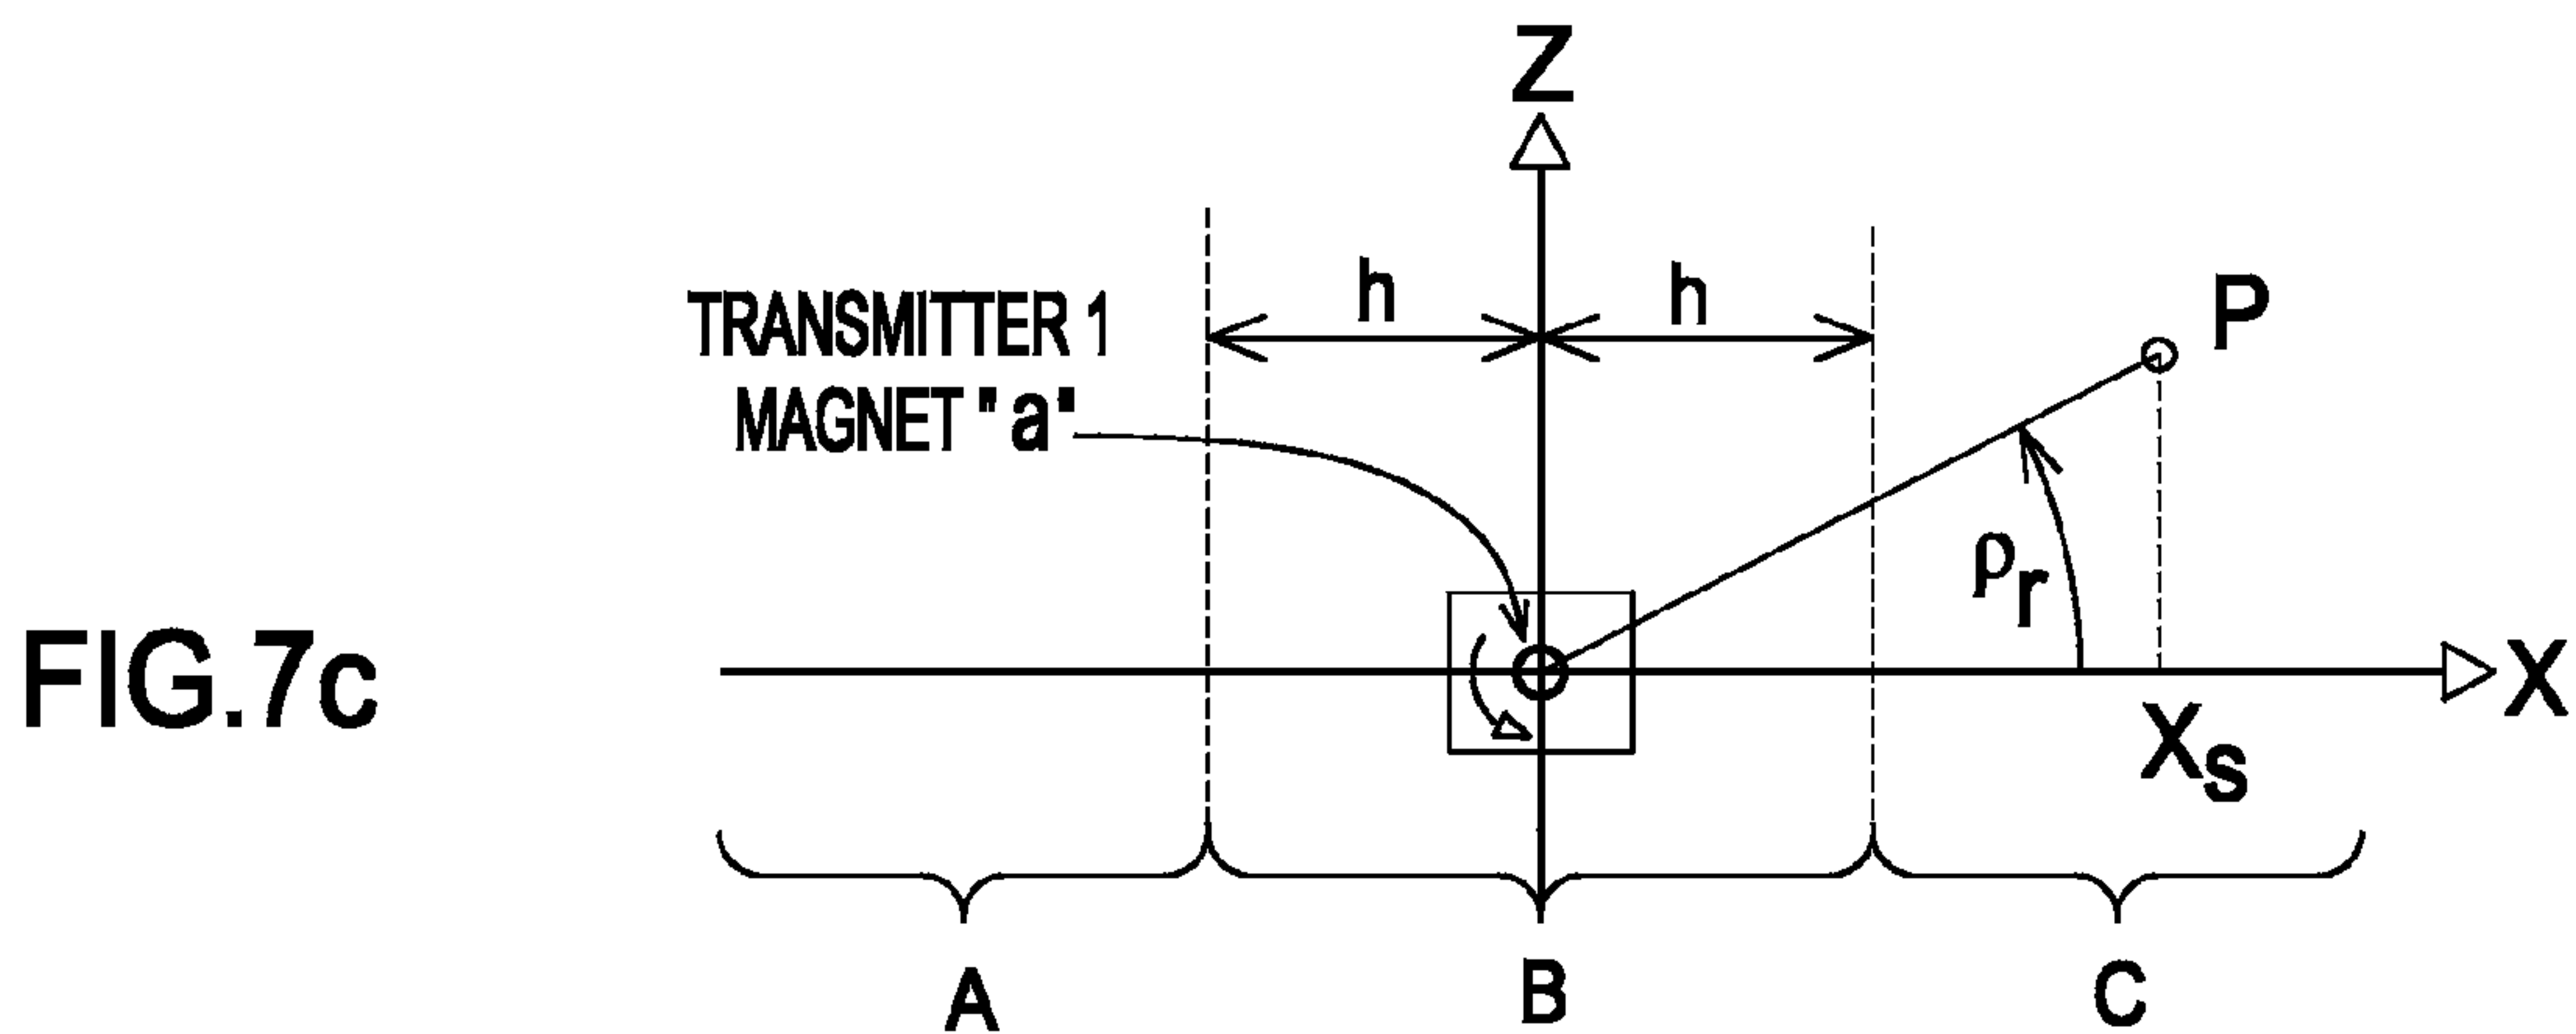 Z
h
h
TRANSMITTER 1
MAGNET "a"
P
ρr
FIG.7c
X
Xs
A
B
C